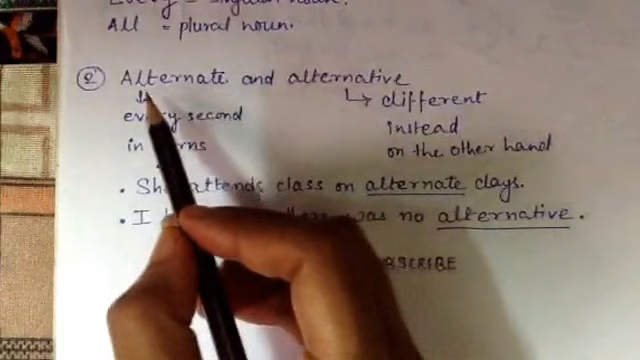 All = plural noun.
② Alternate and alternative
different
every second
instead
in
on the other hand
. She attends class on alternate days.
. I was no alternative.